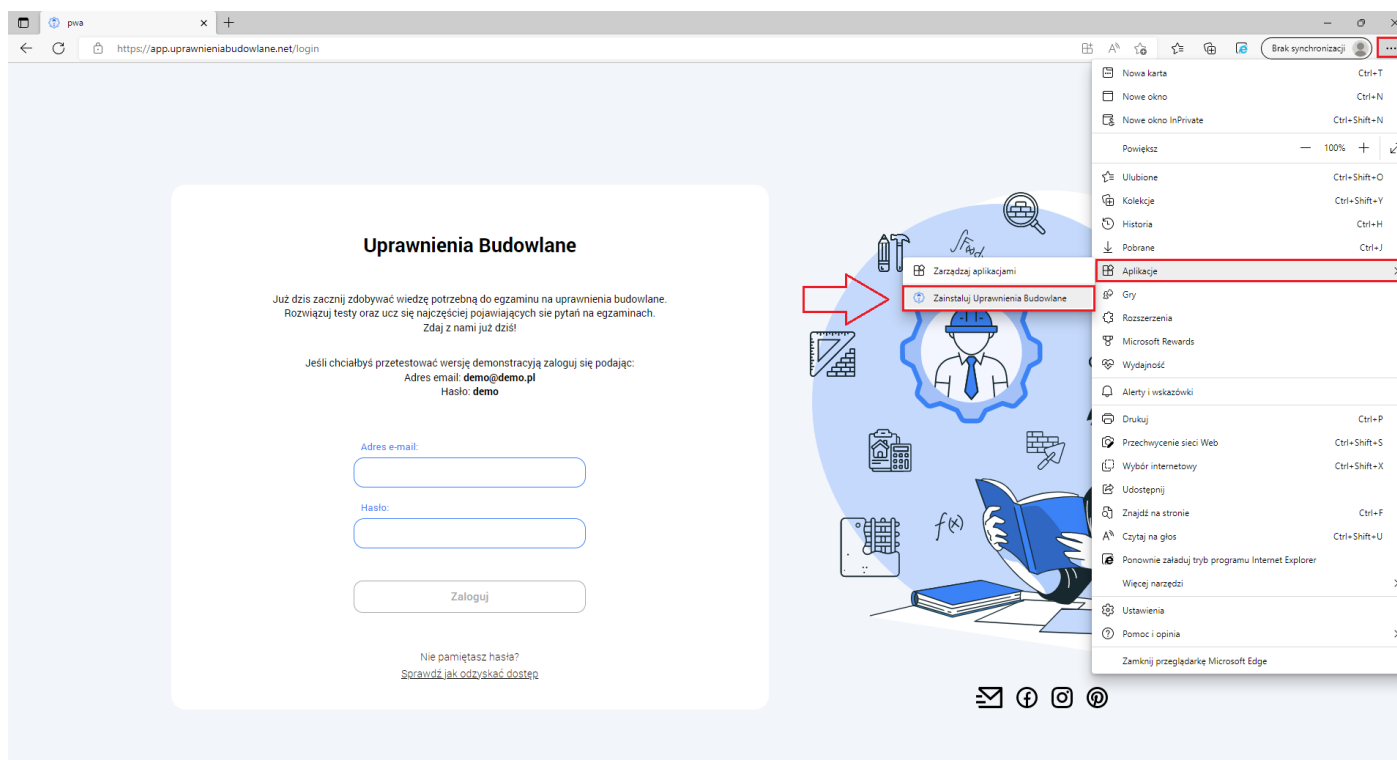 pwa
https://app.uprawnieniabudowlane.net/login
Brak synchronizacji
Uprawnienia Budowlane
Już dzis zacznij zdobywać wiedzę potrzebną do egzaminu na uprawnienia budowlane.
Rozwiązuj testy oraz ucz się najczęściej pojawiających sie pytań na egzaminach.
Zdaj z nami już dziś!
Jeśli chciałbyś przetestować wersję demonstracyją zaloguj się podając:
Adres email: demo@demo.pl
Hasło: demo
Adres e-mail:
Hasło:
Zaloguj
Nie pamiętasz hasła?
Sprawdź jak odzyskać dostęp
f(x)
Zarządzaj aplikacjami
Zainstaluj Uprawnienia Budowlane
Nowa karta Ctrl+T
Nowe okno Ctrl+N
Nowe okno InPrivate Ctrl+Shift+N
Powiększ — 100% +
Ulubione Ctrl+Shift+O
Kolekcje Ctrl+Shift+Y
Historia Ctrl+H
Pobrane Ctrl+J
Aplikacje
Gry
Rozszerzenia
Microsoft Rewards
Wydajność
Alerty i wskazówki
Drukuj Ctrl+P
Przechwycenie sieci Web Ctrl+Shift+S
Wybór internetowy Ctrl+Shift+X
Udostępnij
Znajdź na stronie Ctrl+F
Czytaj na głos Ctrl+Shift+U
Ponownie załaduj tryb programu Internet Explorer
Więcej narzędzi
Ustawienia
Pomoc i opinia
Zamknij przeglądarkę Microsoft Edge